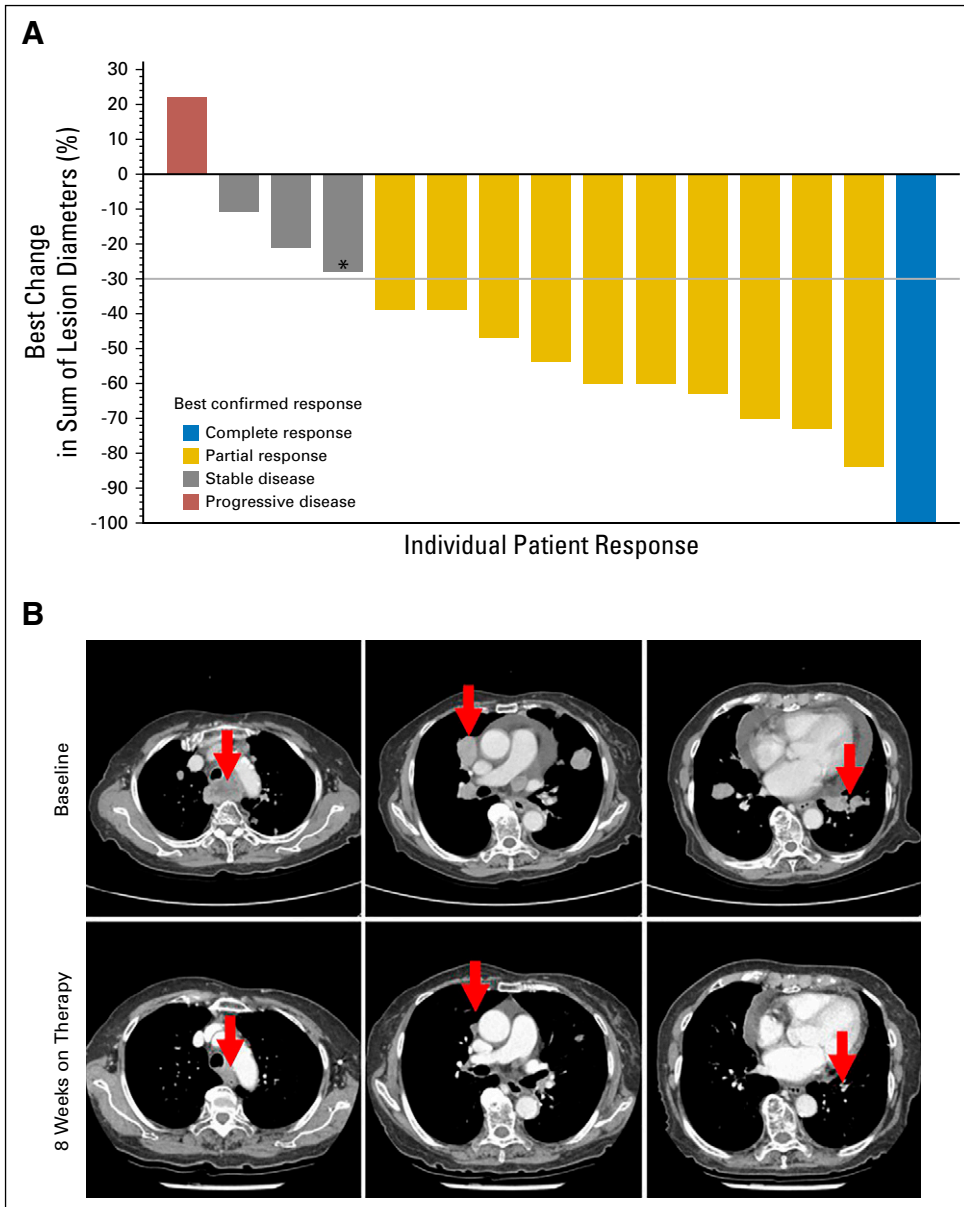 A
Best Change
in Sum of Lesion Diameters (%)
30
20
10
0
-10
-20
-30
-40
-50
-60
-70
-80
-90
-100
*
Best confirmed response
Complete response
Partial response
Stable disease
Progressive disease
Individual Patient Response
B
Baseline
8 Weeks on Therapy